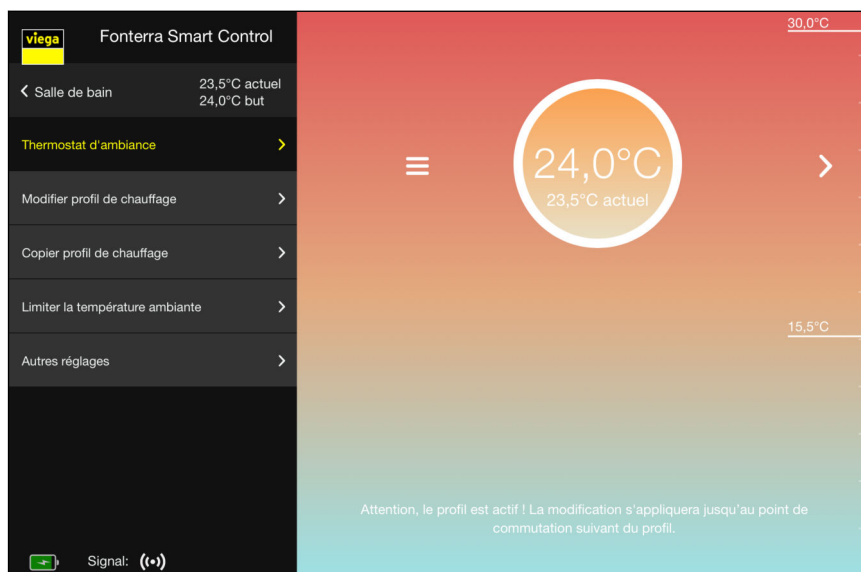 viega
Fonterra Smart Control
Salle de bain
23,5°C actuel
24,0°C but
Thermostat d'ambiance
Modifier profil de chauffage
Copier profil de chauffage
Limiter la température ambiante
Autres réglages
Signal:
30,0°C
24,0°C
23,5°C actuel
15,5°C
Attention, le profil est actif ! La modification s'appliquera jusqu'au point de
commutation suivant du profil.